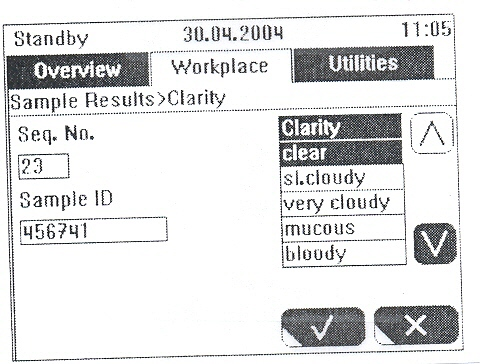 Standby 30.04.2004 11:05
Overview Workplace Utilities
Sample Results>Clarity
Seq. No.
23
Sample ID
456741
Clarity
clear
sl.cloudy
very cloudy
mucous
bloody